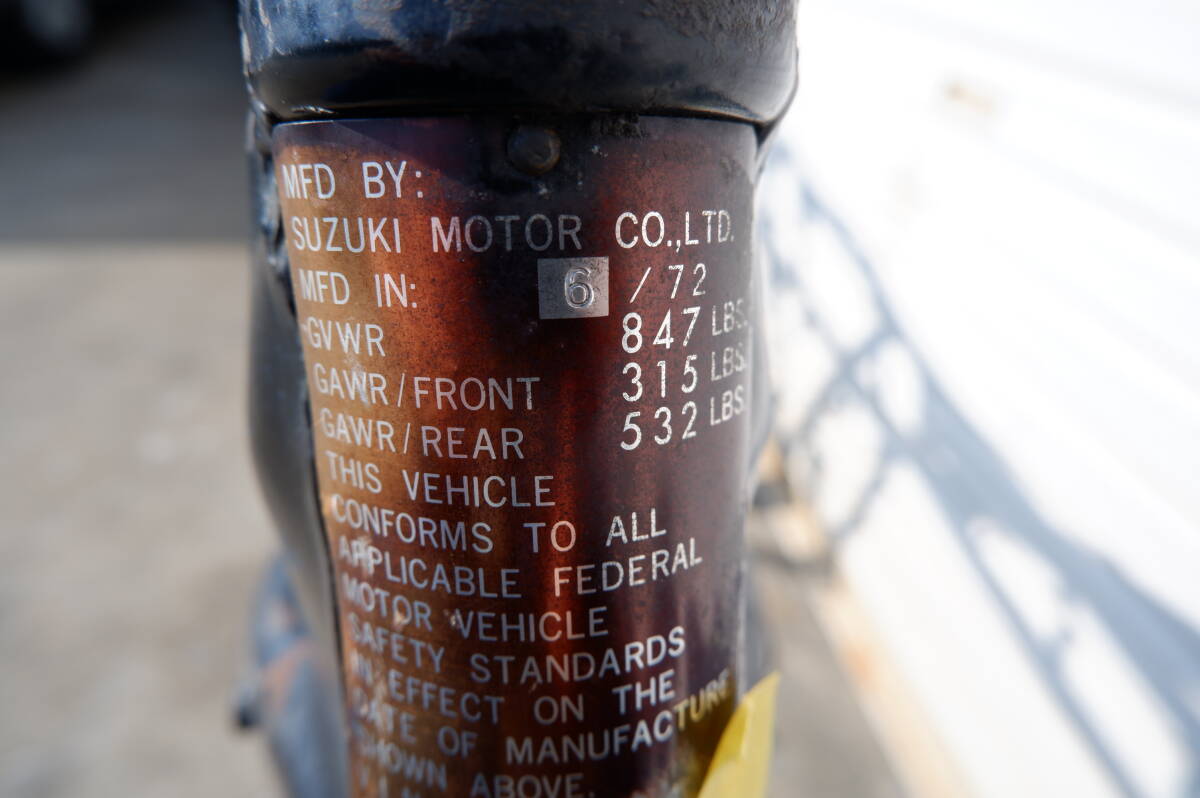 MFD BY:
SUZUKI MOTOR CO.,LTD.
MFD IN: 6 / 72
GVWR 847 LBS.
GAWR/FRONT 315 LBS.
GAWR/REAR 532 LBS.
THIS VEHICLE
CONFORMS TO ALL
APPLICABLE FEDERAL
MOTOR VEHICLE
SAFETY STANDARDS
IN EFFECT ON THE
DATE OF MANUFACTURE
SHOWN ABOVE.